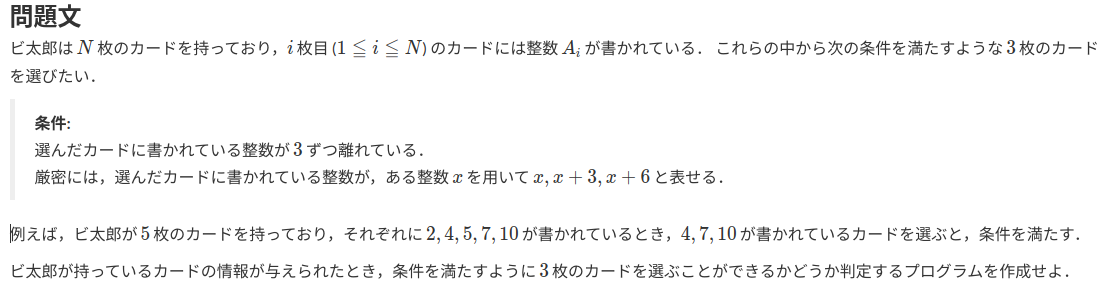 問題文
ビ太郎は N 枚のカードを持っており，i 枚目 (1 ≦ i ≦ N) のカードには整数 A_i が書かれている． これらの中から次の条件を満たすような 3 枚のカード
を選びたい．
条件:
選んだカードに書かれている整数が 3 ずつ離れている．
厳密には，選んだカードに書かれている整数が，ある整数 x を用いて x, x + 3, x + 6 と表せる．
例えば，ビ太郎が 5 枚のカードを持っており，それぞれに 2, 4, 5, 7, 10 が書かれているとき，4, 7, 10 が書かれているカードを選ぶと，条件を満たす．
ビ太郎が持っているカードの情報が与えられたとき，条件を満たすように 3 枚のカードを選ぶことができるかどうか判定するプログラムを作成せよ．